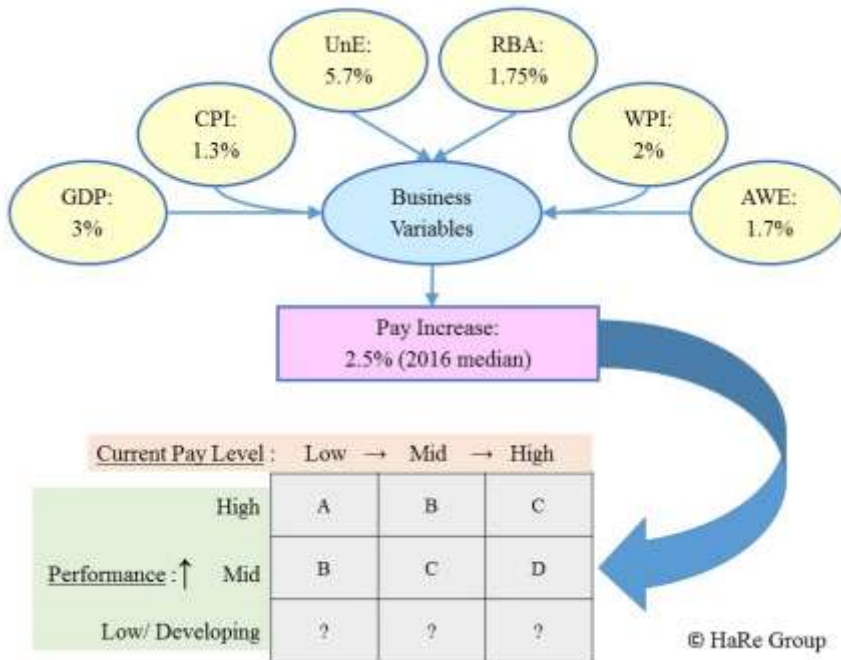 UnE:
5.7%
RBA:
1.75%
CPI:
1.3%
WPI:
2%
GDP:
3%
Business
Variables
AWE:
1.7%
Pay Increase:
2.5% (2016 median)
Current Pay Level : Low → Mid → High
High A B C
Performance : ↑ Mid B C D
Low/ Developing ? ? ?
© HaRe Group